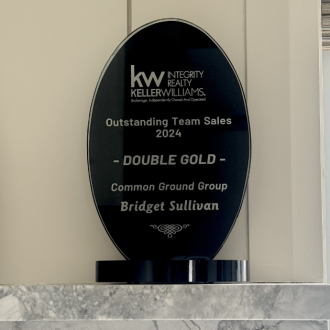 kw INTEGRITY
REALTY
KELLERWILLIAMS.
Brokerage, Independently Owned And Operated
Outstanding Team Sales
2024
- DOUBLE GOLD -
Common Ground Group
Bridget Sullivan